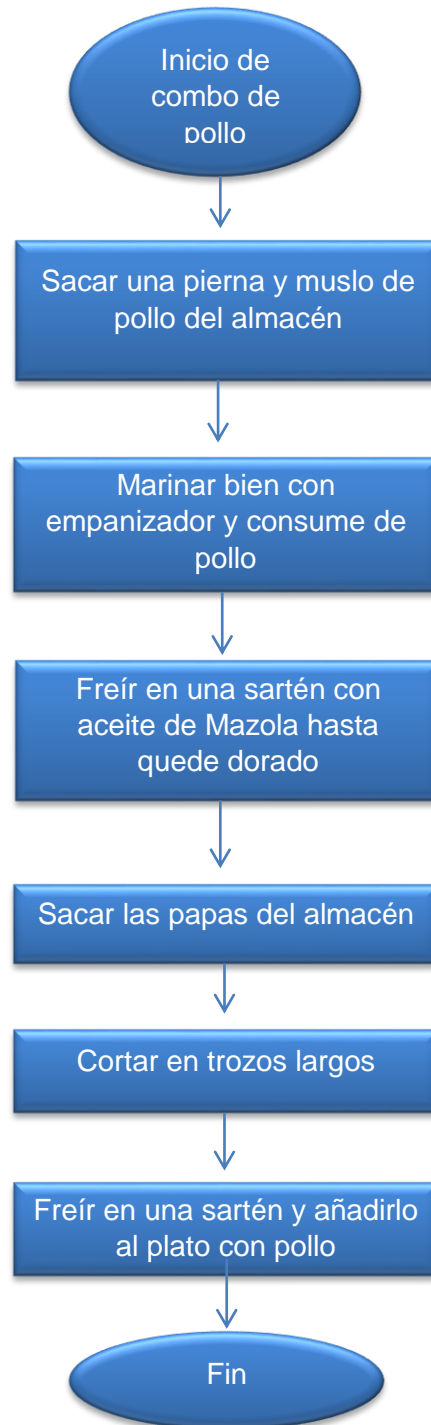 Inicio de
combo de
pollo
Sacar una pierna y muslo de
pollo del almacén
Marinar bien con
empanizador y consume de
pollo
Freír en una sartén con
aceite de Mazola hasta
quede dorado
Sacar las papas del almacén
Cortar en trozos largos
Freír en una sartén y añadirlo
al plato con pollo
Fin